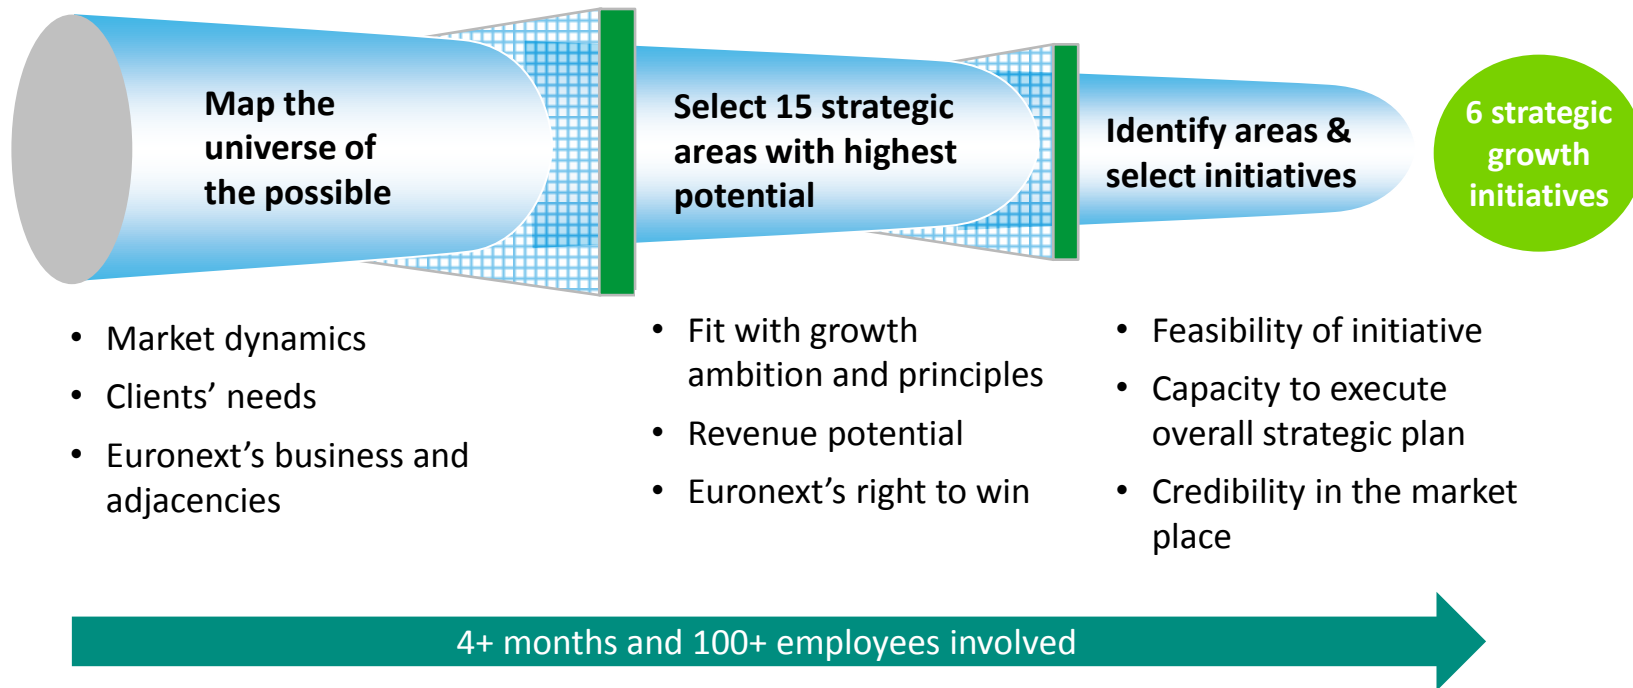 Map the
universe of
the possible
Select 15 strategic
areas with highest
potential
Identify areas &
select initiatives
6 strategic
growth
initiatives
• Market dynamics
• Clients’ needs
• Euronext’s business and
adjacencies
• Fit with growth
ambition and principles
• Revenue potential
• Euronext’s right to win
• Feasibility of initiative
• Capacity to execute
overall strategic plan
• Credibility in the market
place
4+ months and 100+ employees involved